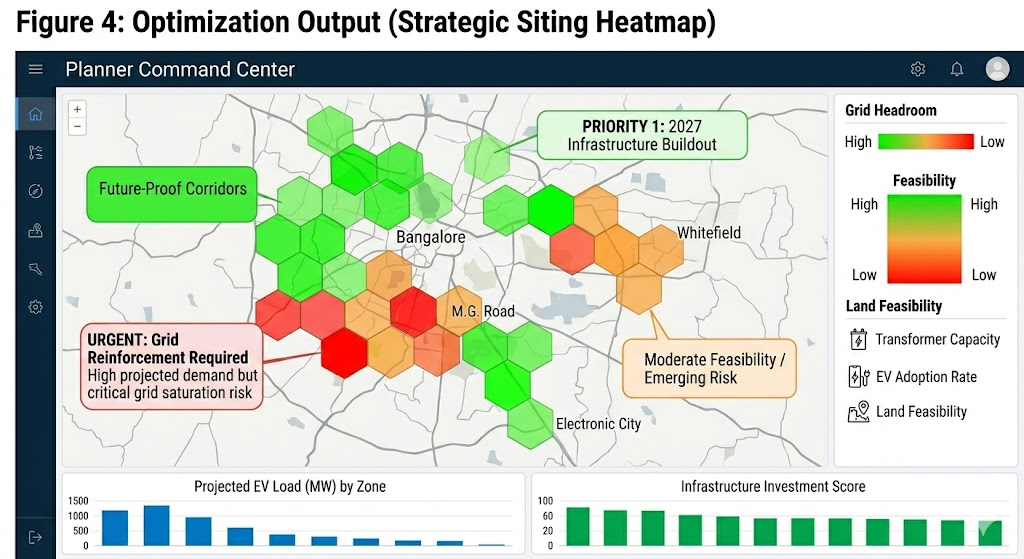 Figure 4: Optimization Output (Strategic Siting Heatmap)
Planner Command Center
+
−
Future-Proof Corridors
PRIORITY 1: 2027
Infrastructure Buildout
Bangalore
Whitefield
M.G. Road
Electronic City
URGENT: Grid
Reinforcement Required
High projected demand but
critical grid saturation risk
Moderate Feasibility /
Emerging Risk
Grid Headroom
High Low
Feasibility
High High
Low Low
Land Feasibility
Transformer Capacity
EV Adoption Rate
Land Feasibility
Projected EV Load (MW) by Zone
1500
1000
500
0
Infrastructure Investment Score
100
60
20
0